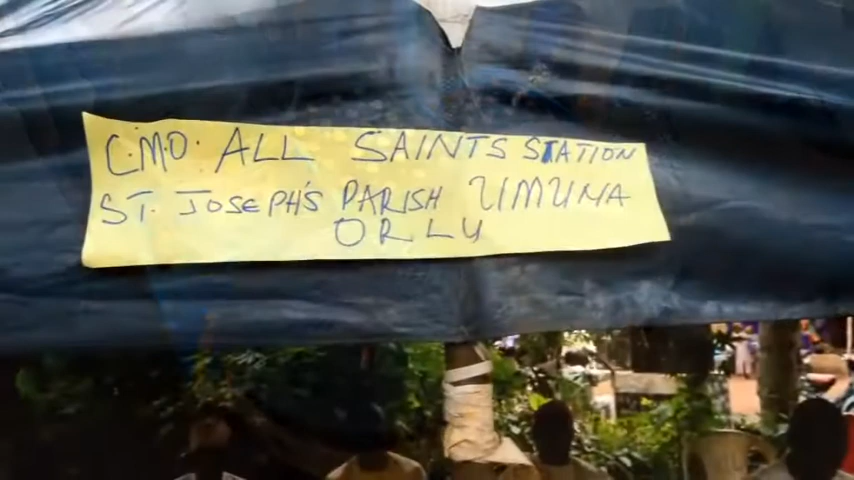 C.M.O. ALL SAINTS STATION
ST. JOSEPH'S PARISH UMUNA
ORLU